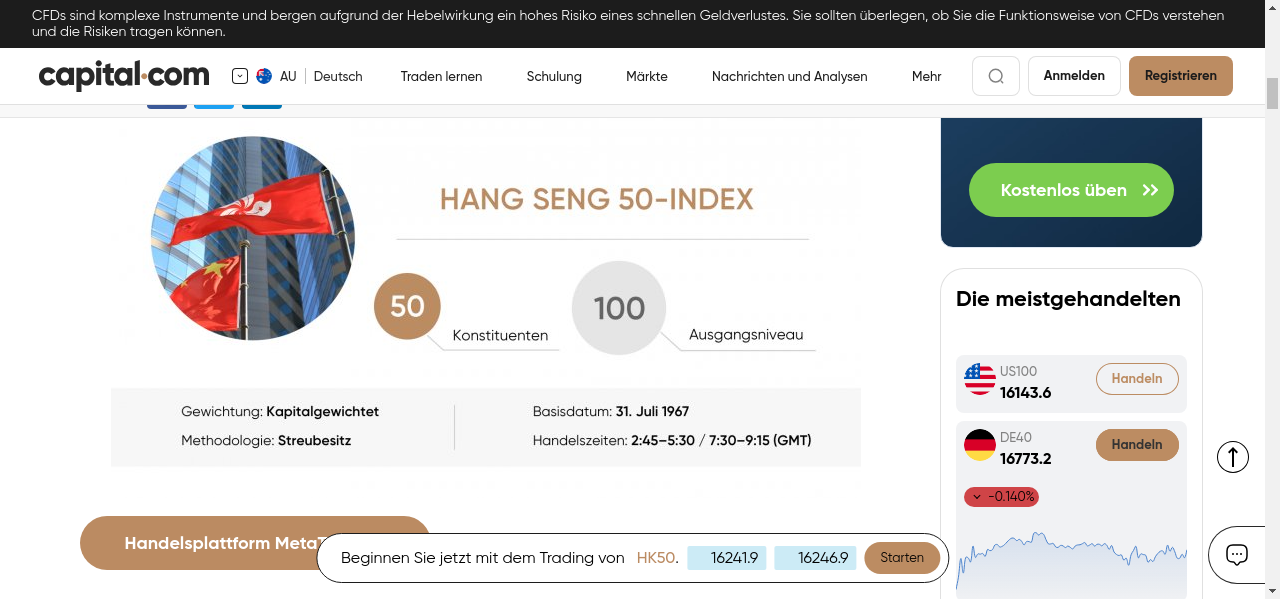 CFDs sind komplexe Instrumente und bergen aufgrund der Hebelwirkung ein hohes Risiko eines schnellen Geldverlustes. Sie sollten überlegen, ob Sie die Funktionsweise von CFDs verstehen
und die Risiken tragen können.
capital.com
AU
Deutsch
Traden lernen
Schulung
Märkte
Nachrichten und Analysen
Mehr
Anmelden
Registrieren
HANG SENG 50-INDEX
50
Konstituenten
100
Ausgangsniveau
Gewichtung: Kapitalgewichtet
Methodologie: Streubesitz
Basisdatum: 31. Juli 1967
Handelszeiten: 2:45–5:30 / 7:30–9:15 (GMT)
Kostenlos üben
Die meistgehandelten
US100
16143.6
Handeln
DE40
16773.2
Handeln
-0.140%
Handelsplattform
Beginnen Sie jetzt mit dem Trading von HK50. 16241.9 16246.9 Starten